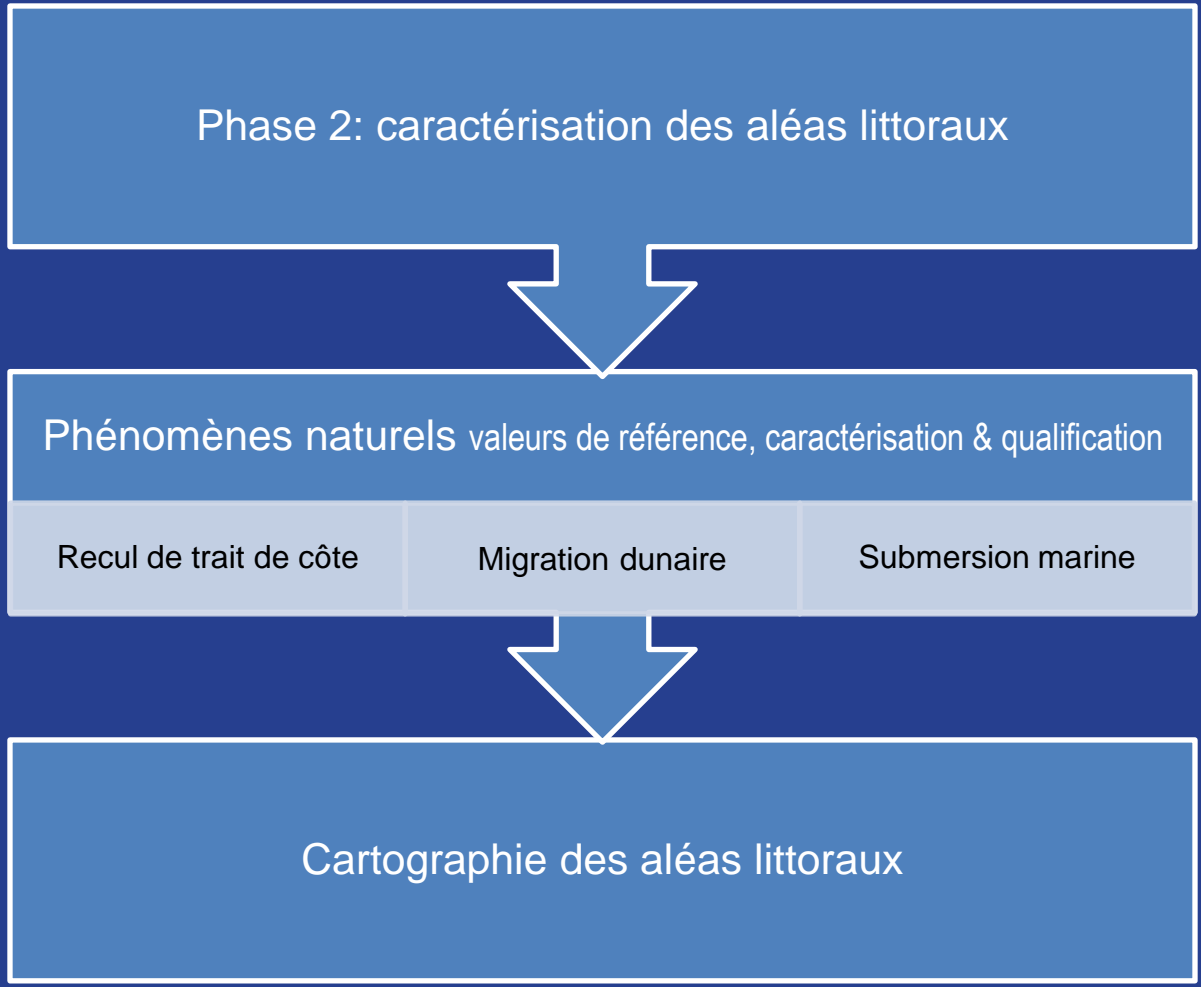 Phase 2: caractérisation des aléas littoraux
Phénomènes naturels valeurs de référence, caractérisation & qualification
Recul de trait de côte
Migration dunaire
Submersion marine
Cartographie des aléas littoraux